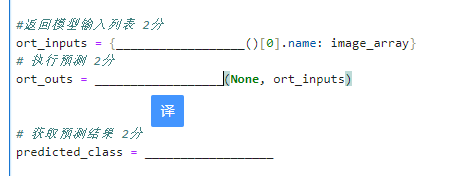 #返回模型输入列表 2分
ort_inputs = {__________________()[0].name: image_array}
# 执行预测 2分
ort_outs = __________________(None, ort_inputs)
译
# 获取预测结果 2分
predicted_class = __________________